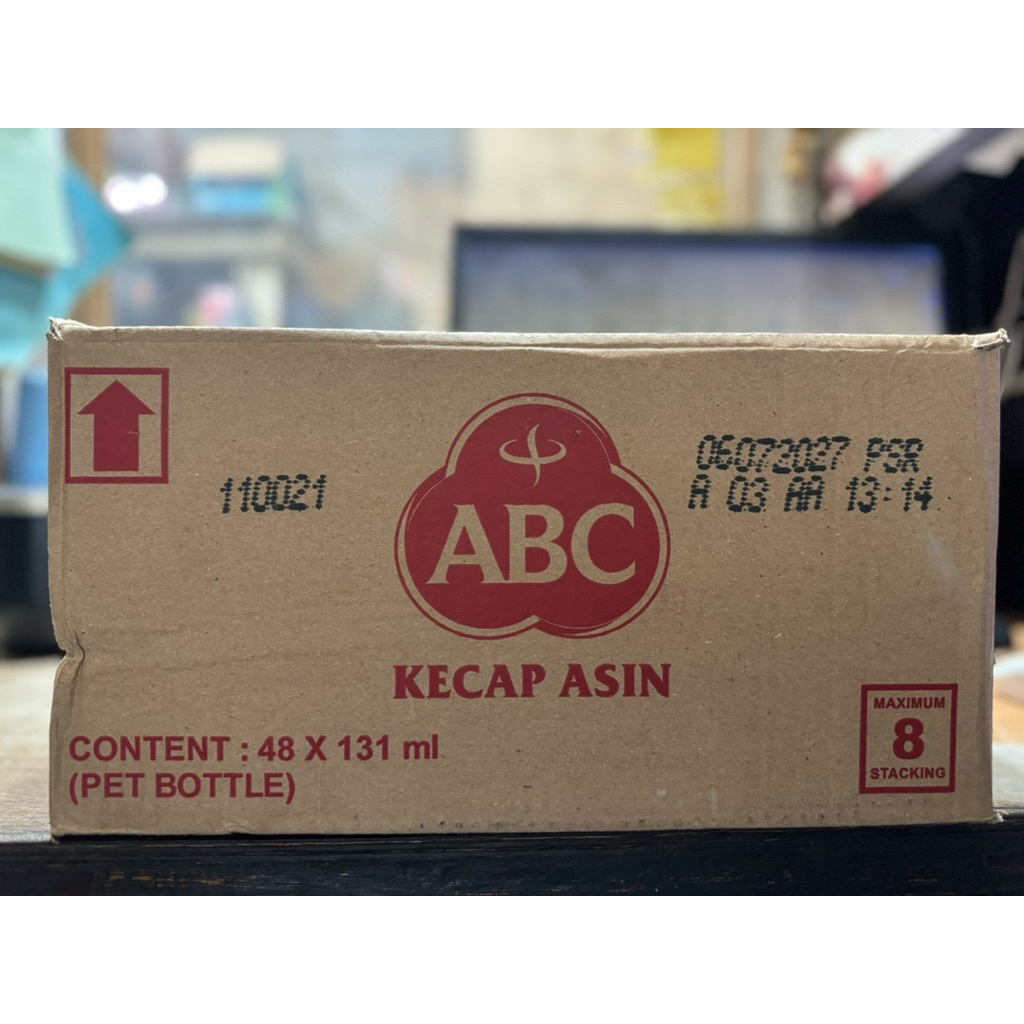 110021
ABC
06072027 PSR
A 03 AA 13:14
KECAP ASIN
CONTENT : 48 X 131 ml
(PET BOTTLE)
MAXIMUM
8
STACKING